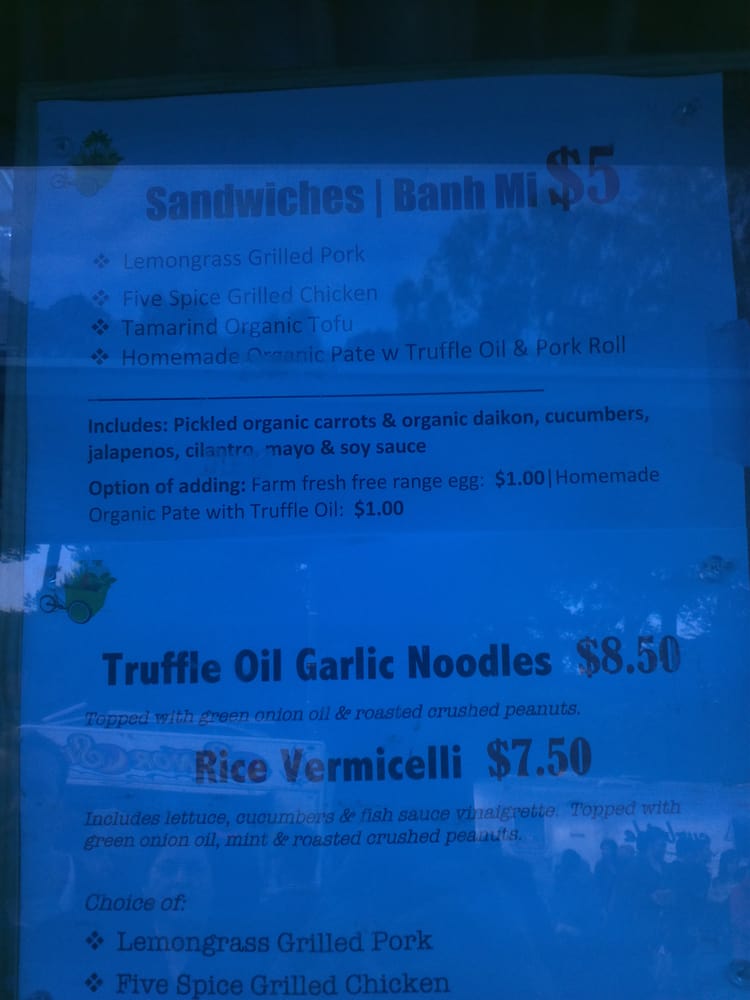 Sandwiches | Banh Mi $5
❖ Lemongrass Grilled Pork
❖ Five Spice Grilled Chicken
❖ Tamarind Organic Tofu
❖ Homemade Organic Pate w Truffle Oil & Pork Roll
Includes: Pickled organic carrots & organic daikon, cucumbers,
jalapenos, cilantro, mayo & soy sauce
Option of adding: Farm fresh free range egg: $1.00|Homemade
Organic Pate with Truffle Oil: $1.00
Truffle Oil Garlic Noodles $8.50
Topped with green onion oil & roasted crushed peanuts.
Rice Vermicelli $7.50
Includes lettuce, cucumbers & fish sauce vinaigrette. Topped with
green onion oil, mint & roasted crushed peanuts.
Choice of:
❖ Lemongrass Grilled Pork
❖ Five Spice Grilled Chicken